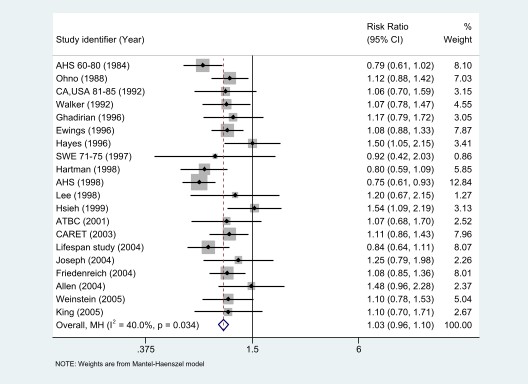 Risk Ratio %
Study identifier (Year) (95% CI) Weight
AHS 60-80 (1984) 0.79 (0.61, 1.02) 8.10
Ohno (1988) 1.12 (0.88, 1.42) 7.03
CA,USA 81-85 (1992) 1.06 (0.70, 1.59) 3.15
Walker (1992) 1.07 (0.78, 1.47) 4.55
Ghadirian (1996) 1.17 (0.79, 1.72) 3.05
Ewings (1996) 1.08 (0.88, 1.33) 7.87
Hayes (1996) 1.50 (1.05, 2.15) 3.41
SWE 71-75 (1997) 0.92 (0.42, 2.03) 0.86
Hartman (1998) 0.80 (0.59, 1.09) 5.85
AHS (1998) 0.75 (0.61, 0.93) 12.84
Lee (1998) 1.20 (0.67, 2.15) 1.27
Hsieh (1999) 1.54 (1.09, 2.19) 3.13
ATBC (2001) 1.07 (0.68, 1.70) 2.52
CARET (2003) 1.11 (0.86, 1.43) 7.96
Lifespan study (2004) 0.84 (0.64, 1.11) 8.07
Joseph (2004) 1.25 (0.79, 1.98) 2.26
Friedenreich (2004) 1.08 (0.85, 1.36) 8.01
Allen (2004) 1.48 (0.96, 2.28) 2.37
Weinstein (2005) 1.10 (0.78, 1.53) 5.04
King (2005) 1.10 (0.70, 1.71) 2.67
Overall, MH (I² = 40.0%, p = 0.034) 1.03 (0.96, 1.10) 100.00
.375 1.5 6
NOTE: Weights are from Mantel-Haenszel model